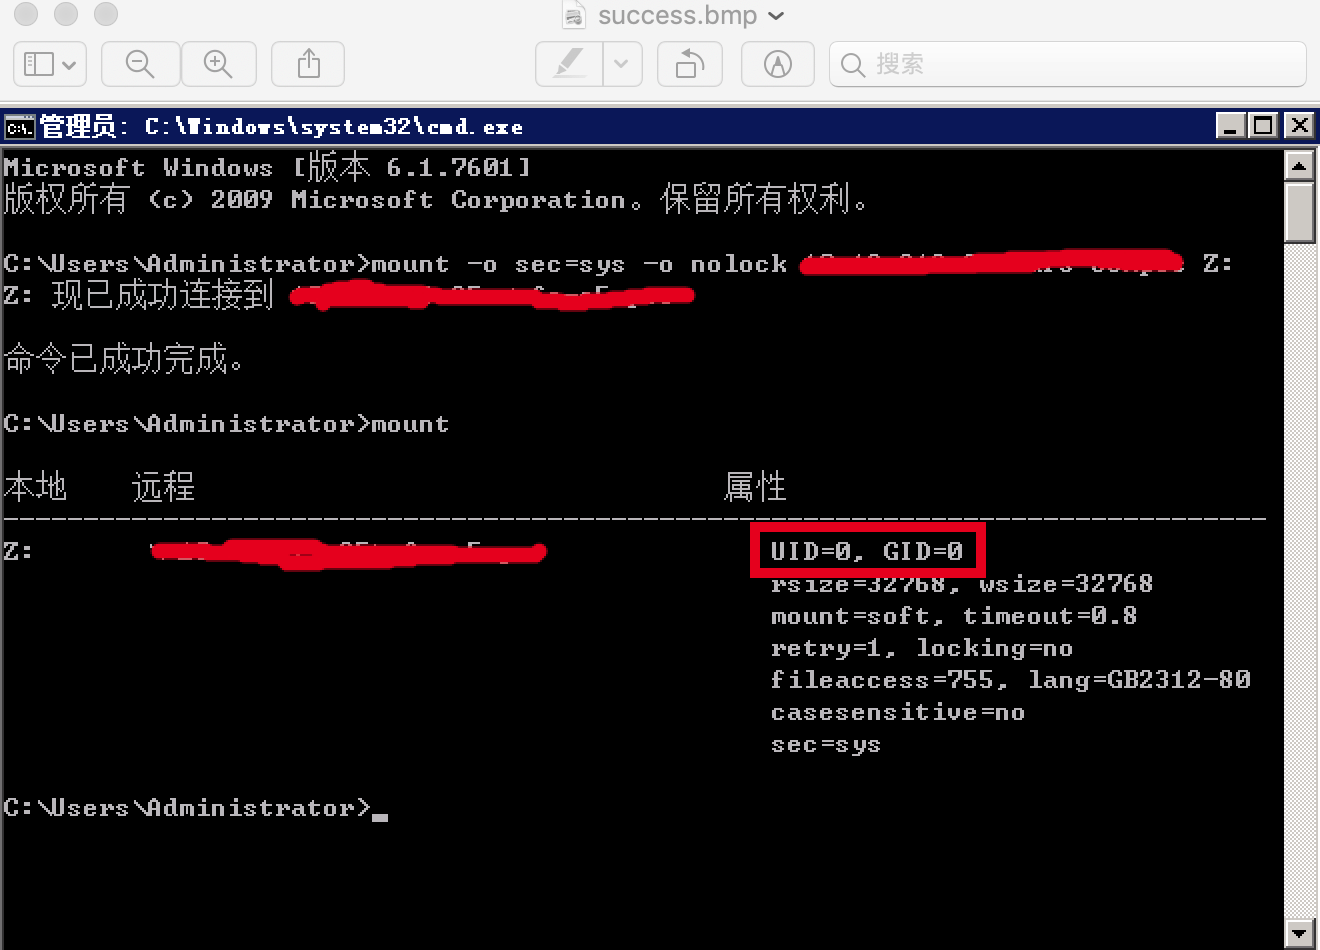 success.bmp
搜索
管理员: C:\Windows\system32\cmd.exe
Microsoft Windows [版本 6.1.7601]
版权所有 (c) 2009 Microsoft Corporation。保留所有权利。
C:\Users\Administrator>mount -o sec=sys -o nolock Z:
Z: 现已成功连接到
命令已成功完成。
C:\Users\Administrator>mount
本地 远程 属性
-------------------------------------------------------------------------------
Z: UID=0, GID=0
rsize=32768, wsize=32768
mount=soft, timeout=0.8
retry=1, locking=no
fileaccess=755, lang=GB2312-80
casesensitive=no
sec=sys
C:\Users\Administrator>